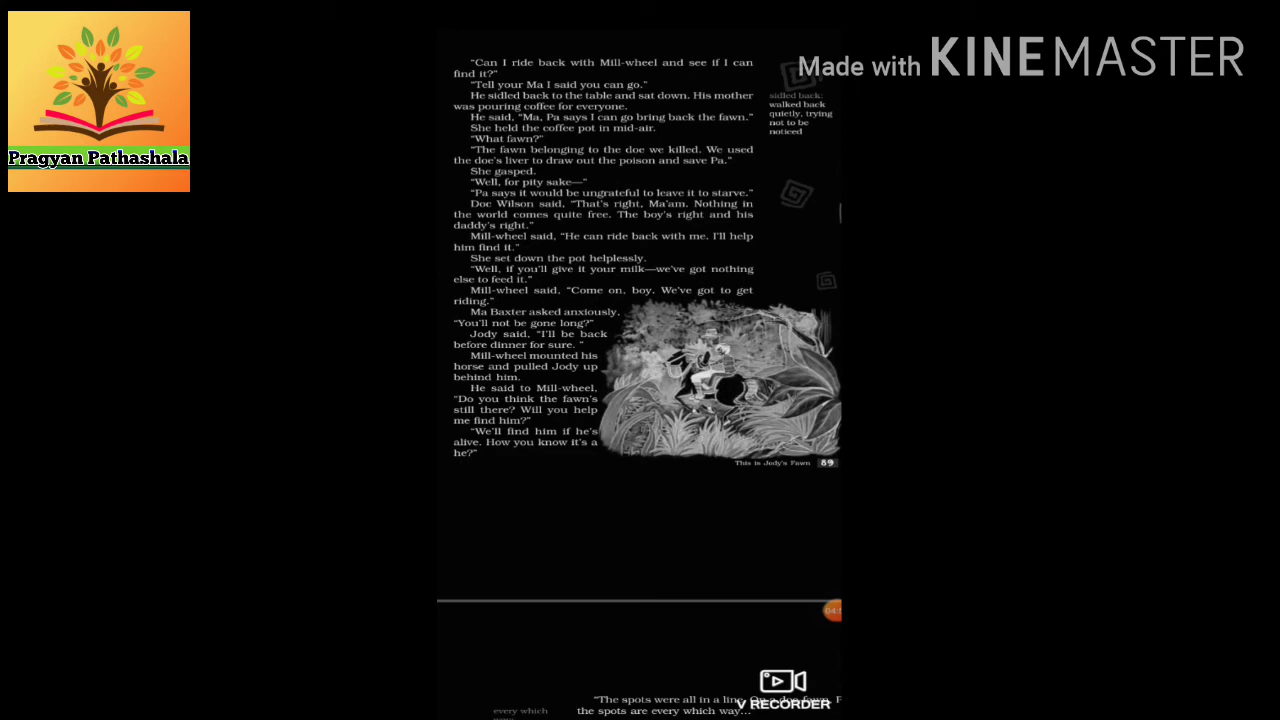 Pragyan Pathashala
Made with KINEMASTER
“Can I ride back with Mill-wheel and see if I can
find it?”
“Tell your Ma I said you can go.”
He sidled back to the table and sat down. His mother
was pouring coffee for everyone.
He said, “Ma, Pa says I can go bring back the fawn.”
She held the coffee pot in mid-air.
“What fawn?”
“The fawn belonging to the doe we killed. We used
the doe’s liver to draw out the poison and save Pa.”
She gasped.
“Well, for pity sake—”
“Pa says it would be ungrateful to leave it to starve.”
Doc Wilson said, “That’s right, Ma’am. Nothing in
the world comes quite free. The boy’s right and his
daddy’s right.”
Mill-wheel said, “He can ride back with me. I’ll help
him find it.”
She set down the pot helplessly.
“Well, if you’ll give it your milk—we’ve got nothing
else to feed it.”
Mill-wheel said, “Come on, boy. We’ve got to get
riding.”
Ma Baxter asked anxiously,
“You’ll not be gone long?”
Jody said, “I’ll be back
before dinner for sure. ”
Mill-wheel mounted his
horse and pulled Jody up
behind him.
He said to Mill-wheel,
“Do you think the fawn’s
still there? Will you help
me find him?”
“We’ll find him if he’s
alive. How you know it’s a
he?”
sidled back:
walked back
quietly, trying
not to be
noticed
This is Jody’s Fawn 89
V RECORDER
“The spots were all in a line. On a doe fawn,
the spots are every which way...
every which